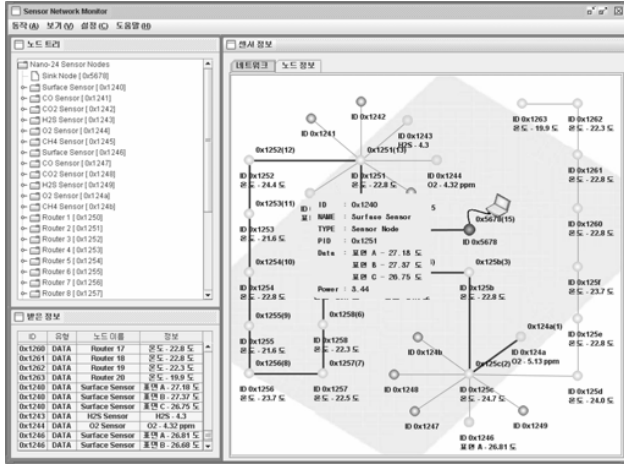 Sensor Network Monitor
동작(A) 보기(V) 설정(C) 도움말(H)
노드 트리
Nano-24 Sensor Nodes
Sink Node [ 0x5678]
Surface Sensor [ 0x1240]
CO Sensor [ 0x1241]
CO2 Sensor [ 0x1242]
H2S Sensor [ 0x1243]
O2 Sensor [ 0x1244]
CH4 Sensor [ 0x1245]
Surface Sensor [ 0x1246]
CO Sensor [ 0x1247]
CO2 Sensor [ 0x1248]
H2S Sensor [ 0x1249]
O2 Sensor [ 0x124a]
CH4 Sensor [ 0x124b]
Router 1 [ 0x1250]
Router 2 [ 0x1251]
Router 3 [ 0x1252]
Router 4 [ 0x1253]
Router 5 [ 0x1254]
Router 6 [ 0x1255]
Router 7 [ 0x1256]
Router 8 [ 0x1257]
받은 정보
ID 유형 노드 이름 정보
0x1260 DATA Router 17 온도 - 22.8 도
0x1261 DATA Router 18 온도 - 22.8 도
0x1262 DATA Router 19 온도 - 22.3 도
0x1263 DATA Router 20 온도 - 19.9 도
0x1240 DATA Surface Sensor 표면 A - 27.18 도
0x1240 DATA Surface Sensor 표면 B - 27.37 도
0x1240 DATA Surface Sensor 표면 C - 26.75 도
0x1243 DATA H2S Sensor H2S - 4.3
0x1244 DATA O2 Sensor O2 - 4.32 ppm
0x1246 DATA Surface Sensor 표면 A - 26.81 도
0x1246 DATA Surface Sensor 표면 B - 26.68 도
센서 정보
네트워크 노드 정보
ID 0x1242
ID 0x1241
ID 0x1243
H2S - 4.3
ID 0x1263
온도 - 19.9 도
ID 0x1262
온도 - 22.3 도
0x1252(12)
0x1251(13)
ID 0x1252
온도 - 24.4 도
ID 0x1251
온도 - 22.8 도
ID 0x1244
O2 - 4.32 ppm
ID 0x1261
온도 - 22.8 도
0x1253(11)
ID 0x1253
온도 - 21.6 도
ID : 0x1240
NAME : Surface Sensor
TYPE : Sensor Node
PID : 0x1251
Data : 표면 A - 27.18 도
표면 B - 27.37 도
표면 C - 26.75 도
Power : 3.44
0x5678(15)
ID 0x5678
ID 0x1260
온도 - 22.8 도
0x1254(10)
ID 0x1254
온도 - 22.8 도
0x125b(3)
ID 0x125b
온도 - 22.8 도
ID 0x125f
온도 - 23.7 도
0x1255(9)
ID 0x1255
온도 - 21.6 도
0x1258(6)
ID 0x1258
온도 - 22.3 도
0x124a(1)
ID 0x124a
O2 - 5.13 ppm
ID 0x124b
ID 0x125e
온도 - 22.8 도
0x1256(8)
ID 0x1256
온도 - 23.7 도
0x1257(7)
ID 0x1257
온도 - 22.5 도
0x125c(2)
ID 0x125c
온도 - 24.7 도
ID 0x1248
ID 0x125d
온도 - 24.0 도
ID 0x1247
ID 0x1249
ID 0x1246
표면 A - 26.81 도